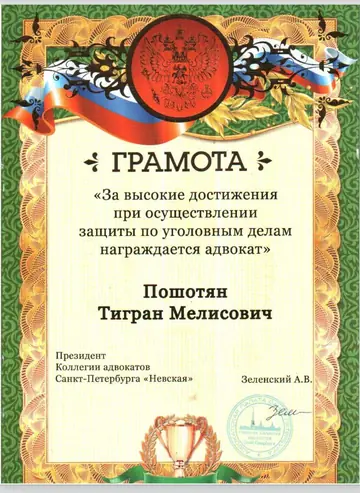 ГРАМОТА
«За высокие достижения
при осуществлении
защиты по уголовным делам
награждается адвокат»
Пошотян
Тигран Мелисович
Президент
Коллегии адвокатов
Санкт-Петербурга «Невская» Зеленский А.В.